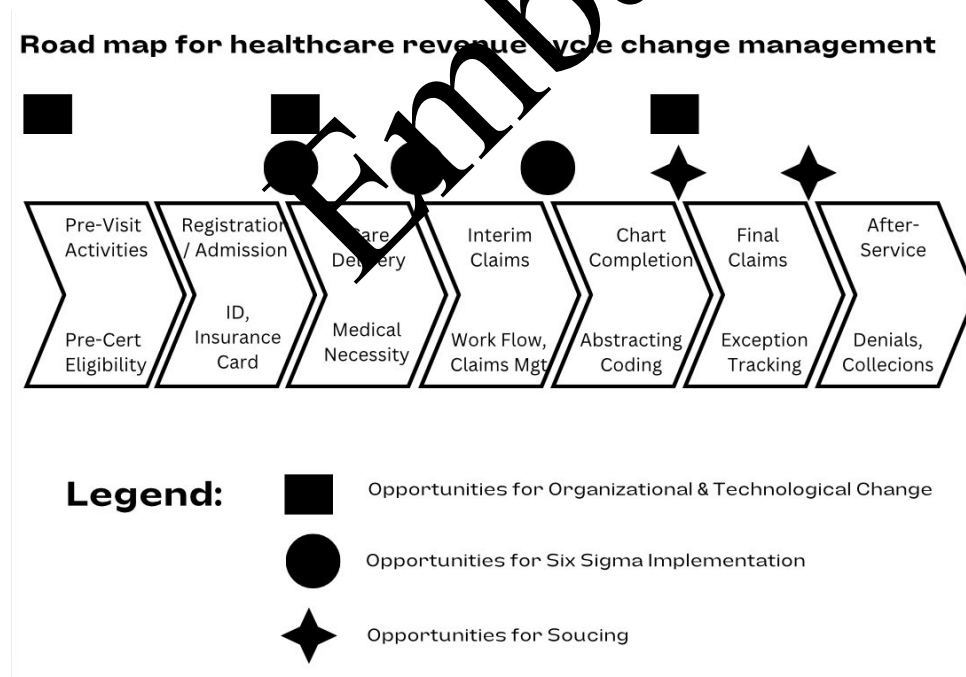 Road map for healthcare revenue cycle change management
Emb
Pre-Visit
Activities
Pre-Cert
Eligibility
Registration
/ Admission
ID,
Insurance
Card
Care
Delivery
Medical
Necessity
Interim
Claims
Work Flow,
Claims Mgt
Chart
Completion
Abstracting
Coding
Final
Claims
Exception
Tracking
After-
Service
Denials,
Collecions
Legend:
Opportunities for Organizational & Technological Change
Opportunities for Six Sigma Implementation
Opportunities for Soucing